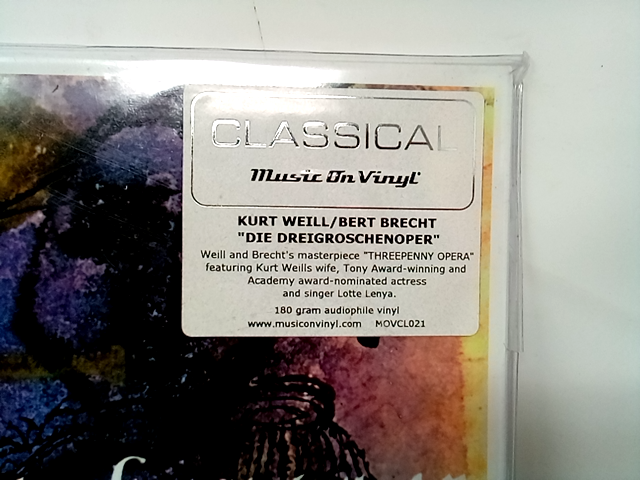 CLASSICAL
Music On Vinyl
KURT WEILL/BERT BRECHT
"DIE DREIGROSCHENOPER"
Weill and Brecht's masterpiece "THREEPENNY OPERA"
featuring Kurt Weills wife, Tony Award-winning and
Academy award-nominated actress
and singer Lotte Lenya.
180 gram audiophile vinyl
www.musiconvinyl.com MOVCL021